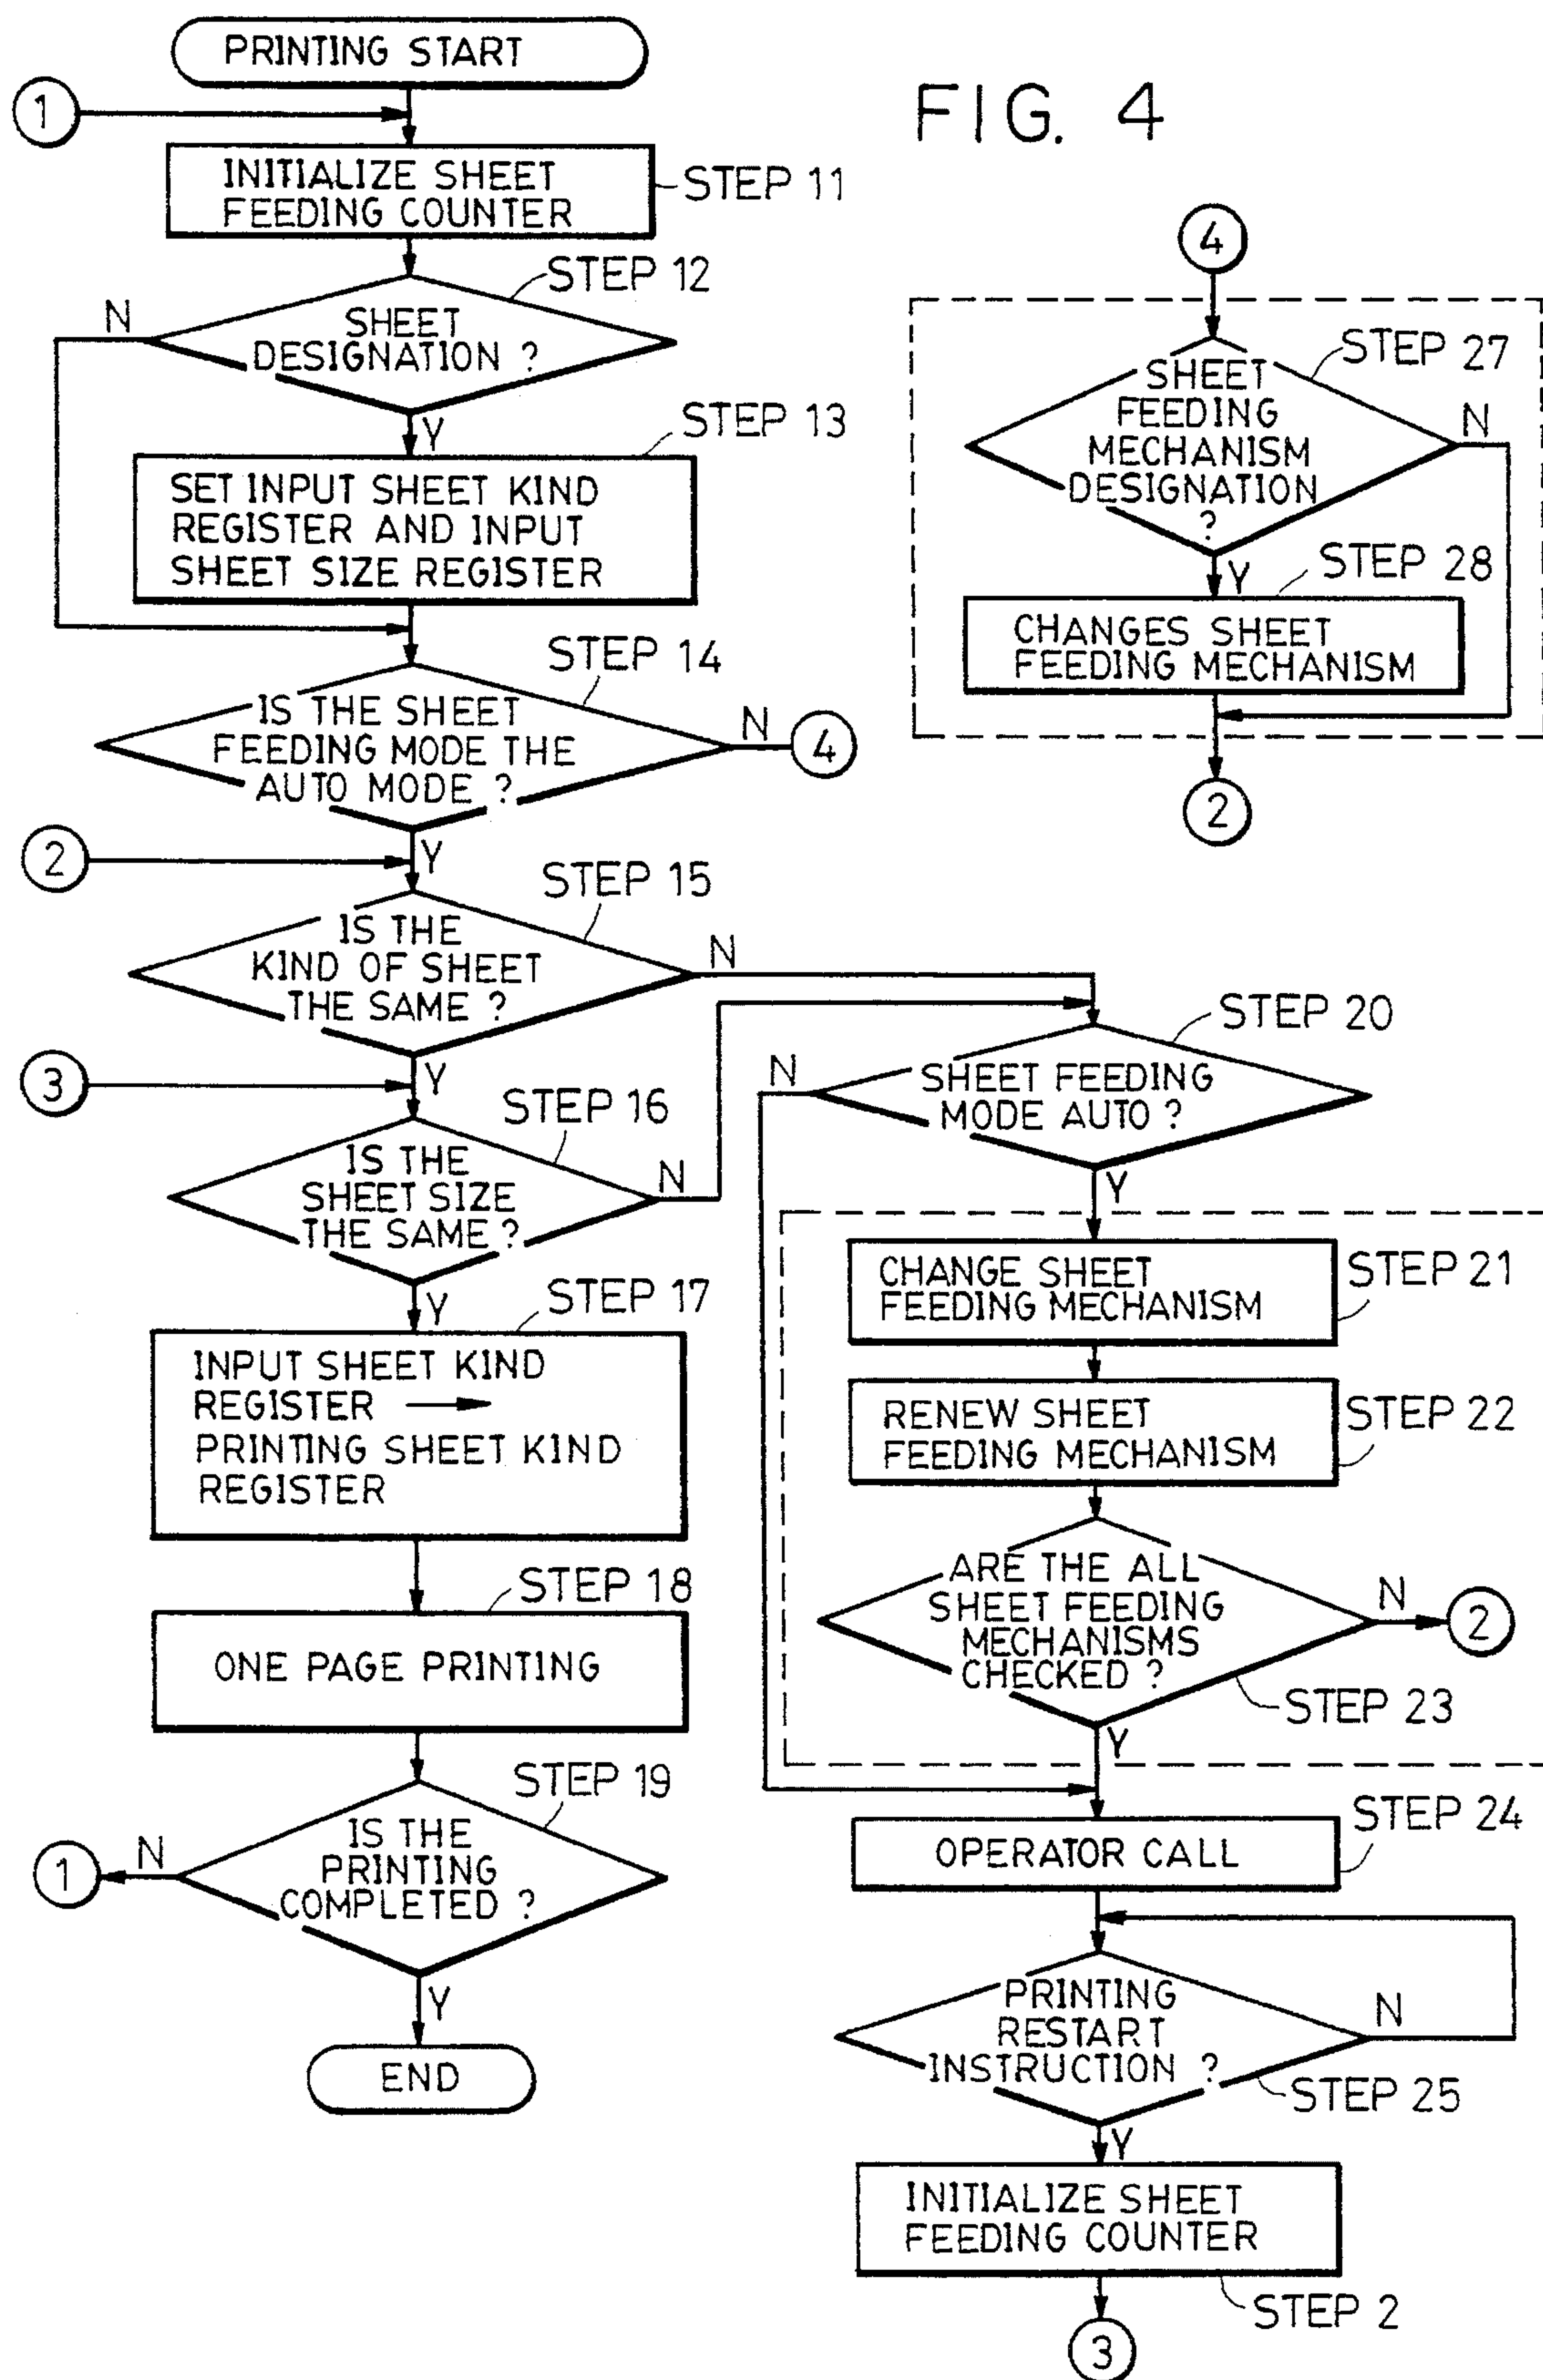 PRINTING START
1
FIG. 4
INITIALIZE SHEET
FEEDING COUNTER
STEP 11
STEP 12
N
SHEET
DESIGNATION ?
Y
STEP 13
SET INPUT SHEET KIND
REGISTER AND INPUT
SHEET SIZE REGISTER
STEP 14
IS THE SHEET
FEEDING MODE THE
AUTO MODE ?
N
4
Y
2
STEP 15
IS THE
KIND OF SHEET
THE SAME ?
N
Y
3
STEP 16
IS THE
SHEET SIZE
THE SAME ?
N
Y
STEP 17
INPUT SHEET KIND
REGISTER →
PRINTING SHEET KIND
REGISTER
STEP 18
ONE PAGE PRINTING
STEP 19
IS THE
PRINTING
COMPLETED ?
N
1
Y
END
4
STEP 27
SHEET
FEEDING
MECHANISM
DESIGNATION
?
N
Y
STEP 28
CHANGES SHEET
FEEDING MECHANISM
2
STEP 20
N
SHEET FEEDING
MODE AUTO ?
Y
CHANGE SHEET
FEEDING MECHANISM
STEP 21
RENEW SHEET
FEEDING MECHANISM
STEP 22
ARE THE ALL
SHEET FEEDING
MECHANISMS
CHECKED ?
N
2
STEP 23
Y
STEP 24
OPERATOR CALL
PRINTING
RESTART
INSTRUCTION ?
N
STEP 25
Y
INITIALIZE SHEET
FEEDING COUNTER
STEP 2
3